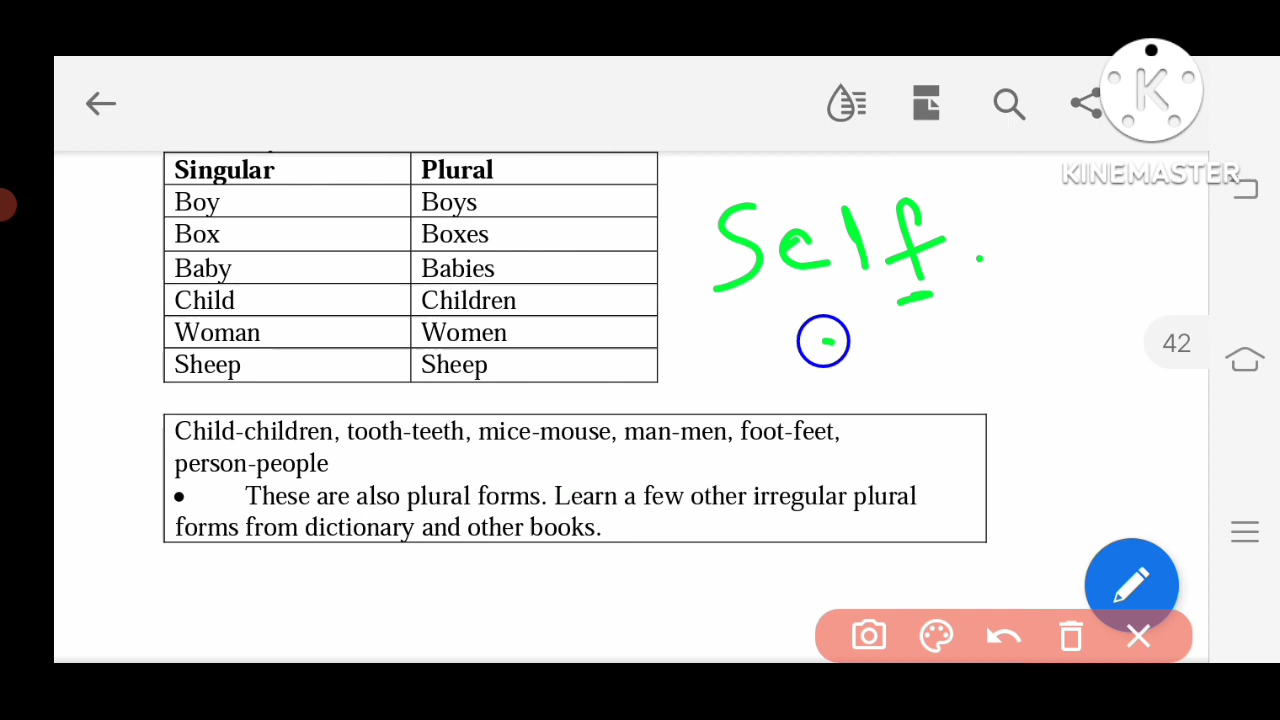 K
KINEMASTER
Singular Plural
Boy Boys
Box Boxes
Baby Babies
Child Children
Woman Women
Sheep Sheep
Self.
42
Child-children, tooth-teeth, mice-mouse, man-men, foot-feet,
person-people
• These are also plural forms. Learn a few other irregular plural
forms from dictionary and other books.